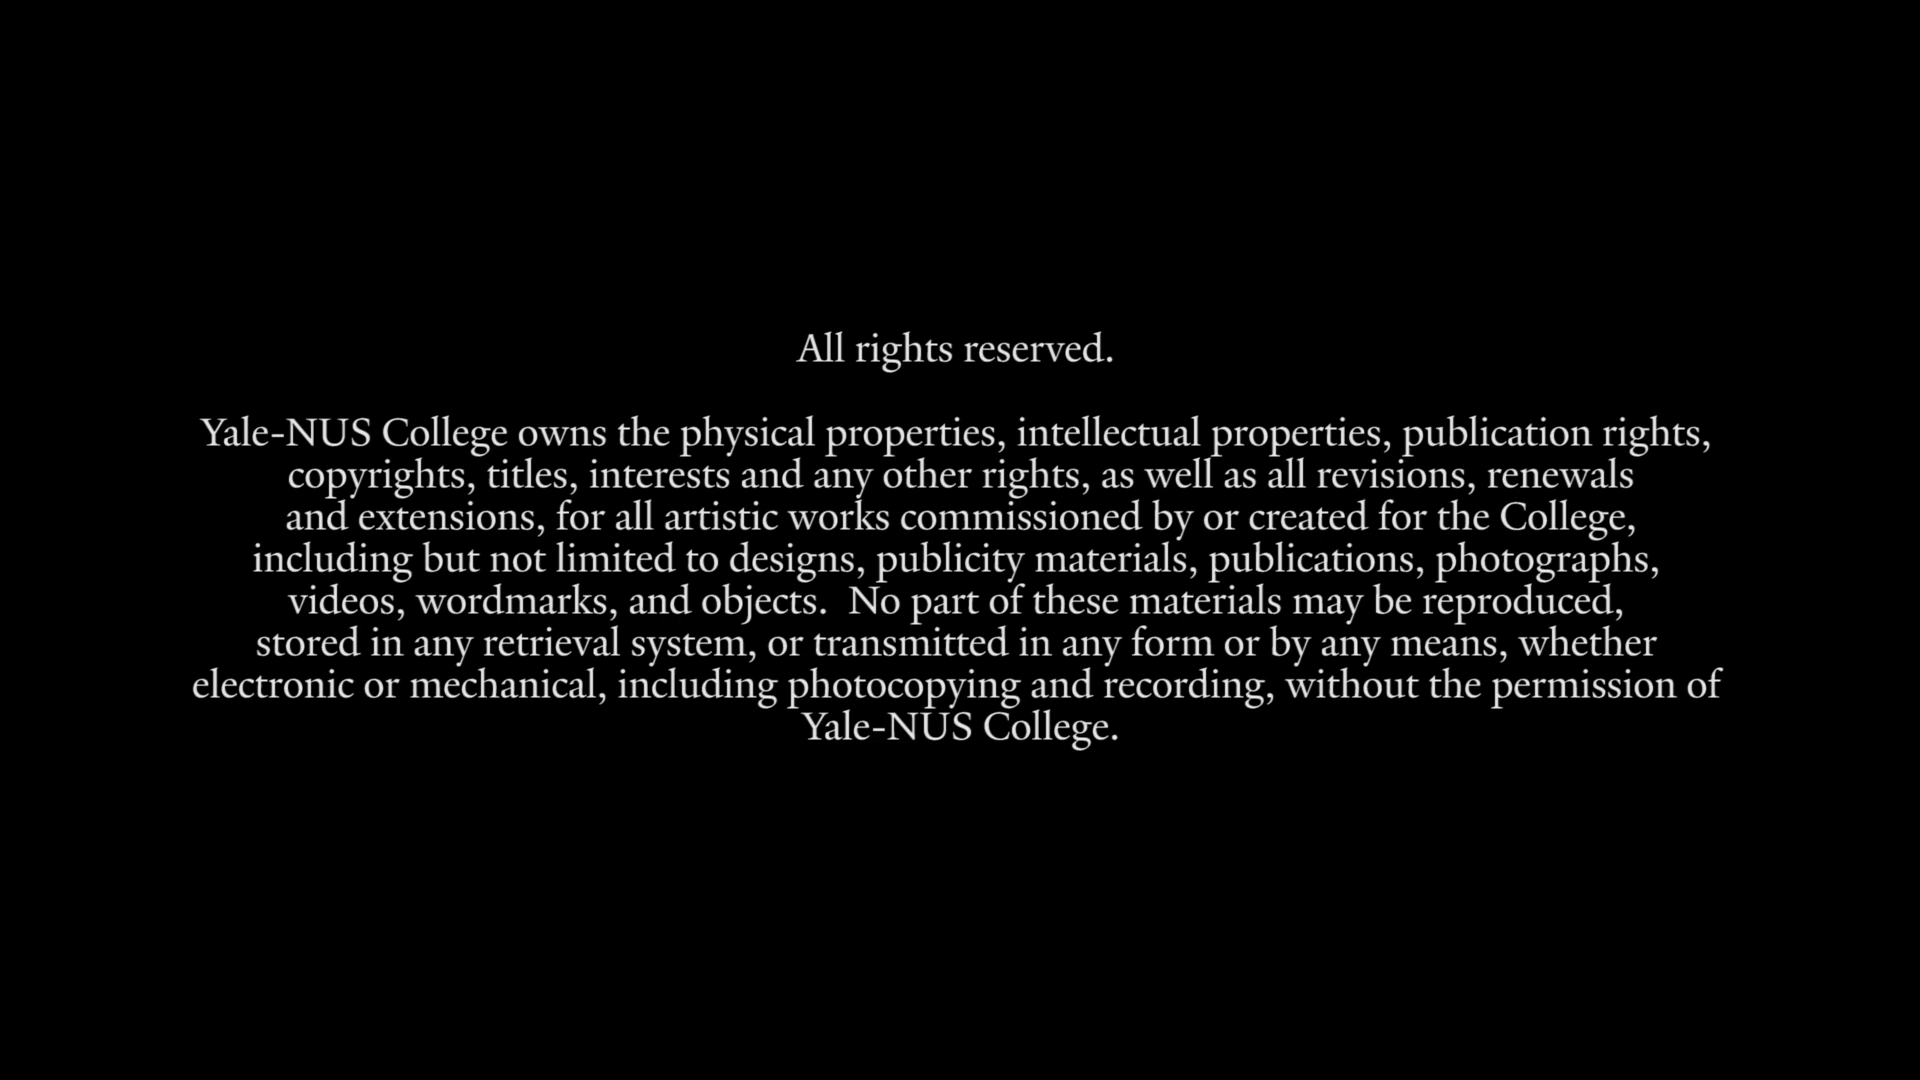 All rights reserved.
Yale-NUS College owns the physical properties, intellectual properties, publication rights,
copyrights, titles, interests and any other rights, as well as all revisions, renewals
and extensions, for all artistic works commissioned by or created for the College,
including but not limited to designs, publicity materials, publications, photographs,
videos, wordmarks, and objects.  No part of these materials may be reproduced,
stored in any retrieval system, or transmitted in any form or by any means, whether
electronic or mechanical, including photocopying and recording, without the permission of
Yale-NUS College.